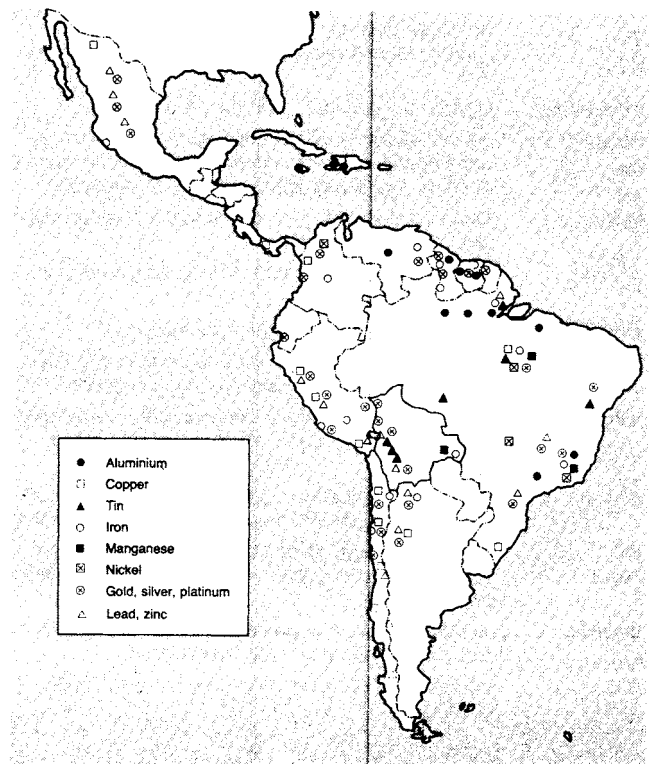 Aluminium
Copper
Tin
Iron
Manganese
Nickel
Gold, silver, platinum
Lead, zinc